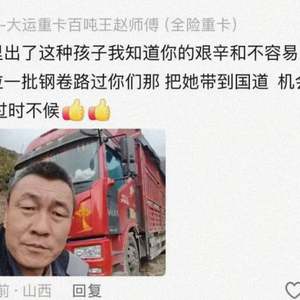 大运重卡百吨王赵师傅 (全险重卡)
出了这种孩子我知道你的艰辛和不容易
一批钢卷路过你们那 把她带到国道 机会
过时不候👍👍
前·山西 回复